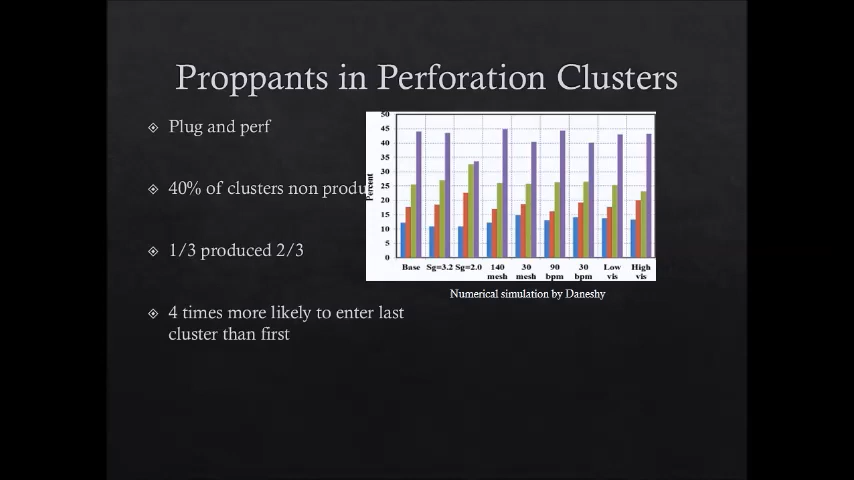 Proppants in Perforation Clusters
Plug and perf
40% of clusters non produ
1/3 produced 2/3
4 times more likely to enter last
cluster than first
50
45
40
35
30
25
20
15
10
5
0
Percent
Base Sg=3.2 Sg=2.0 140 30 90 30 Low High
mesh mesh bpm bpm vis vis
Numerical simulation by Daneshy